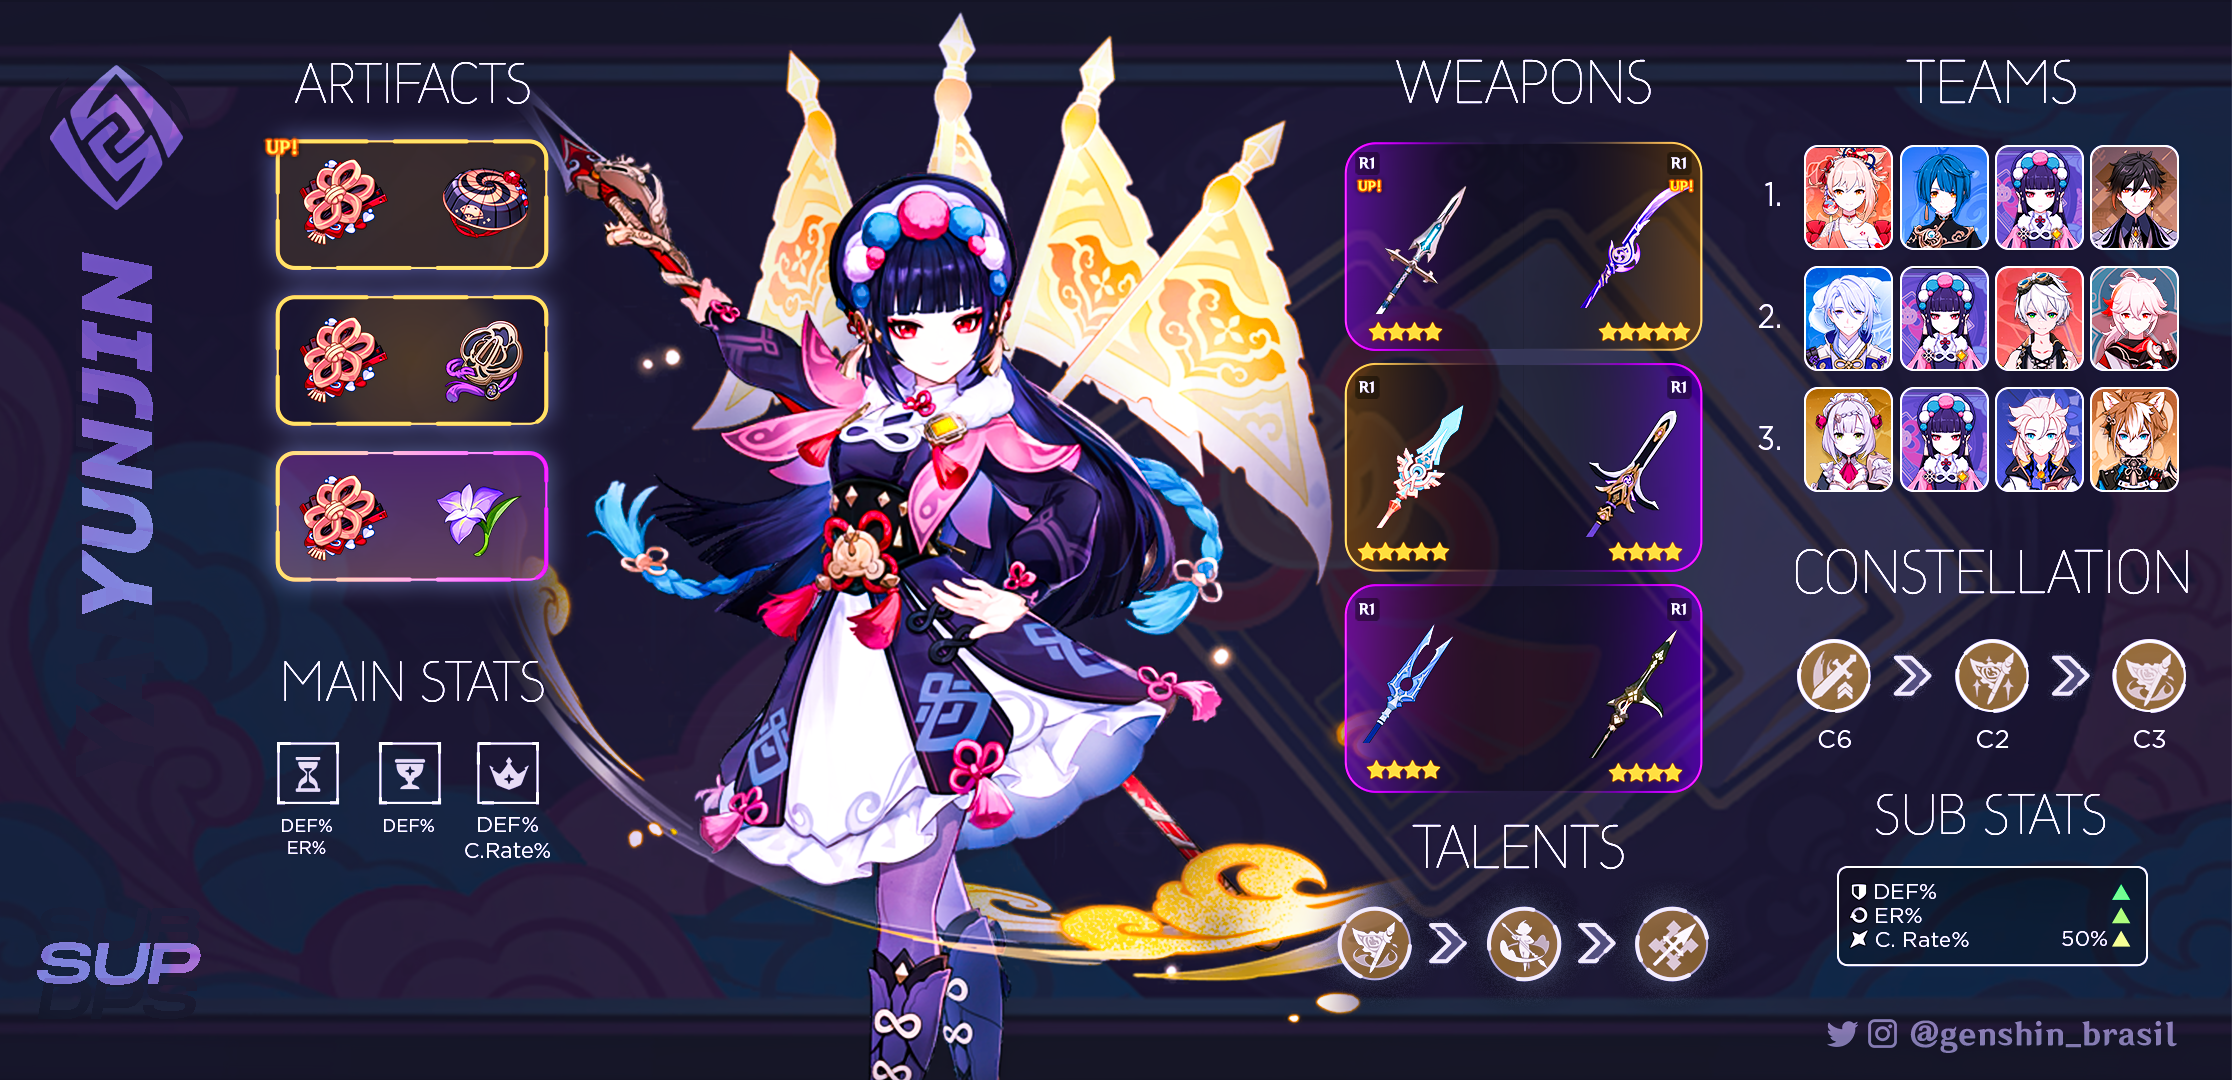 YUNJIN
SUP
DPS
ARTIFACTS
UP!
MAIN STATS
DEF%
ER%
DEF%
DEF%
C.Rate%
WEAPONS
R1
UP!
R1
UP!
R1
R1
R1
R1
TALENTS
TEAMS
1.
2.
3.
CONSTELLATION
C6
C2
C3
SUB STATS
DEF%
ER%
C. Rate% 50%
@genshin_brasil